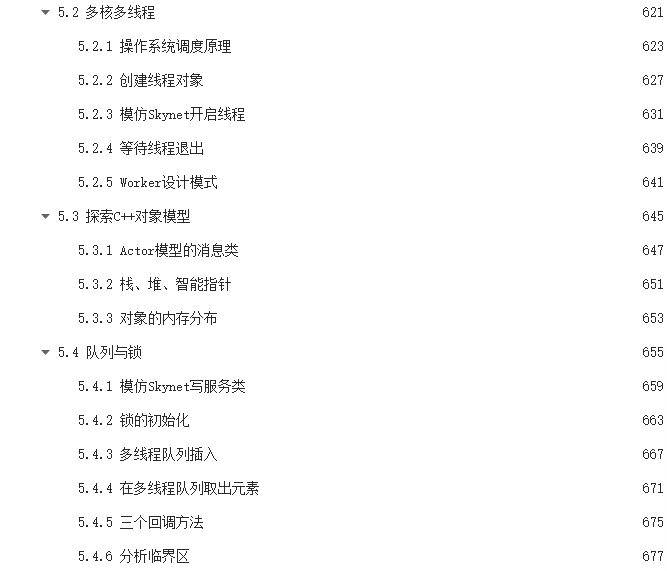 5.2 多核多线程 621
5.2.1 操作系统调度原理 623
5.2.2 创建线程对象 627
5.2.3 模仿Skynet开启线程 631
5.2.4 等待线程退出 639
5.2.5 Worker设计模式 641
5.3 探索C++对象模型 645
5.3.1 Actor模型的消息类 647
5.3.2 栈、堆、智能指针 651
5.3.3 对象的内存分布 653
5.4 队列与锁 655
5.4.1 模仿Skynet写服务类 659
5.4.2 锁的初始化 663
5.4.3 多线程队列插入 667
5.4.4 在多线程队列取出元素 671
5.4.5 三个回调方法 675
5.4.6 分析临界区 677